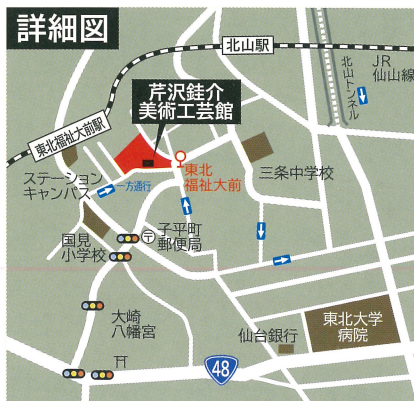 詳細図
北山駅
JR
仙山線
北山トンネル
芹沢銈介
美術工芸館
東北福祉大前駅
ステーション
キャンパス
一方通行
東北
福祉大前
三条中学校
国見
小学校
子平町
郵便局
大崎
八幡宮
仙台銀行
東北大学
病院
48